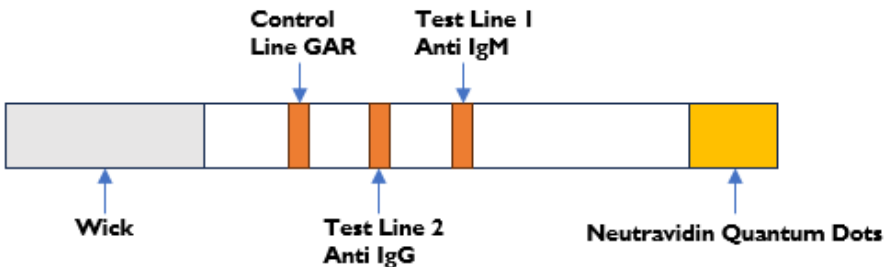 Control
Line GAR
Test Line 1
Anti IgM
Wick
Test Line 2
Anti IgG
Neutravidin Quantum Dots